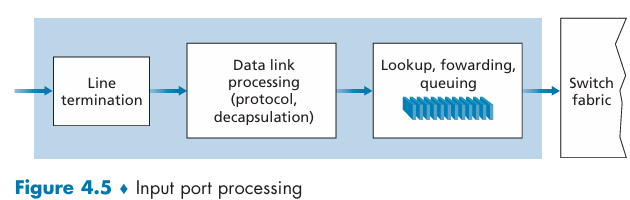 Line
termination
Data link
processing
(protocol,
decapsulation)
Lookup, fowarding,
queuing
Switch
fabric
Figure 4.5 ♦ Input port processing